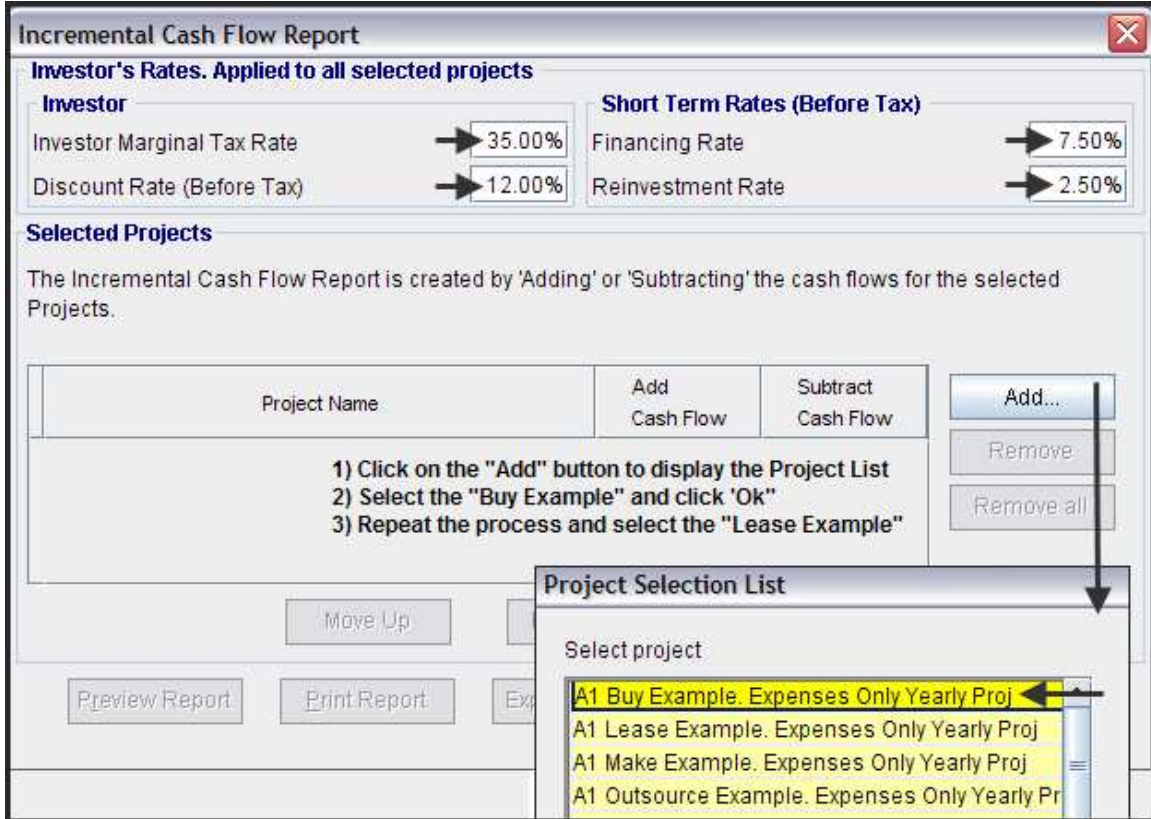 Incremental Cash Flow Report
Investor's Rates. Applied to all selected projects
Investor
Short Term Rates (Before Tax)
Investor Marginal Tax Rate 35.00%
Financing Rate 7.50%
Discount Rate (Before Tax) 12.00%
Reinvestment Rate 2.50%
Selected Projects
The Incremental Cash Flow Report is created by 'Adding' or 'Subtracting' the cash flows for the selected
Projects.
Project Name
Add
Cash Flow
Subtract
Cash Flow
Add...
Remove
Remove all
1) Click on the "Add" button to display the Project List
2) Select the "Buy Example" and click 'Ok"
3) Repeat the process and select the "Lease Example"
Move Up
Preview Report
Print Report
Project Selection List
Select project
A1 Buy Example. Expenses Only Yearly Proj
A1 Lease Example. Expenses Only Yearly Proj
A1 Make Example. Expenses Only Yearly Proj
A1 Outsource Example. Expenses Only Yearly Pr